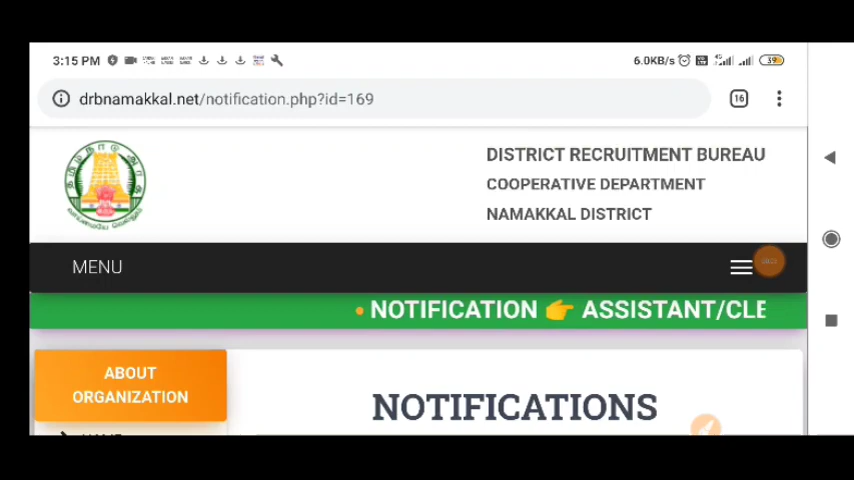 3:15 PM
6.0KB/s
39
drbnamakkal.net/notification.php?id=169
16
DISTRICT RECRUITMENT BUREAU
COOPERATIVE DEPARTMENT
NAMAKKAL DISTRICT
MENU
• NOTIFICATION 👉 ASSISTANT/CLE
ABOUT
ORGANIZATION
NOTIFICATIONS